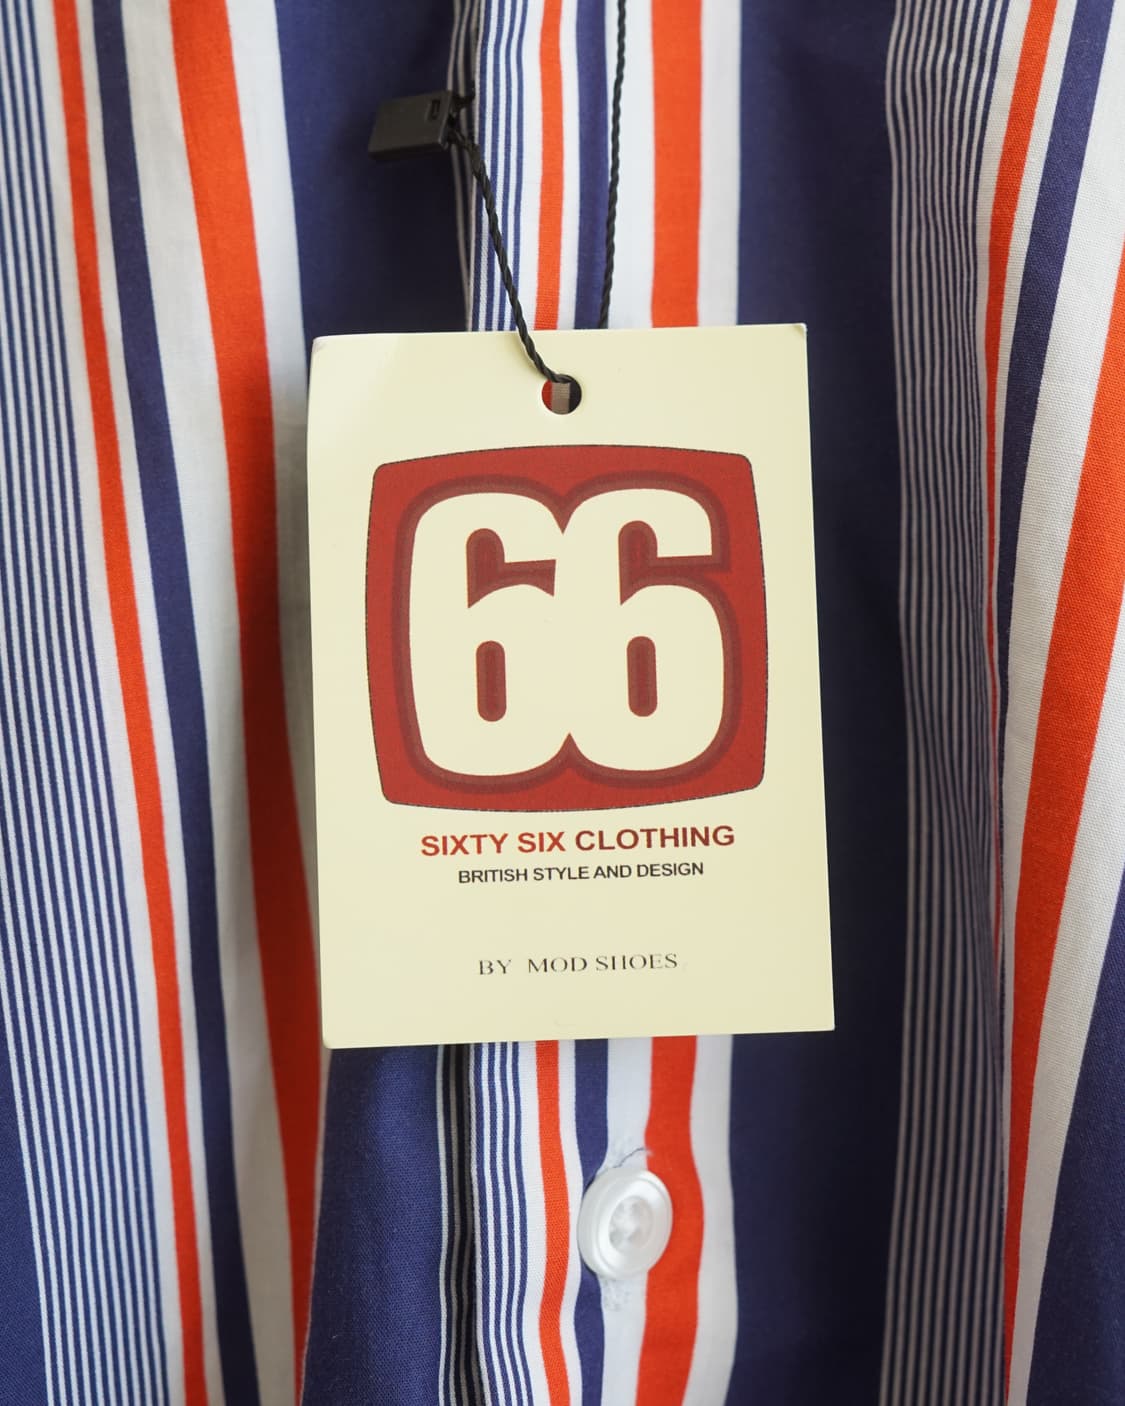 66
SIXTY SIX CLOTHING
BRITISH STYLE AND DESIGN
BY MOD SHOES